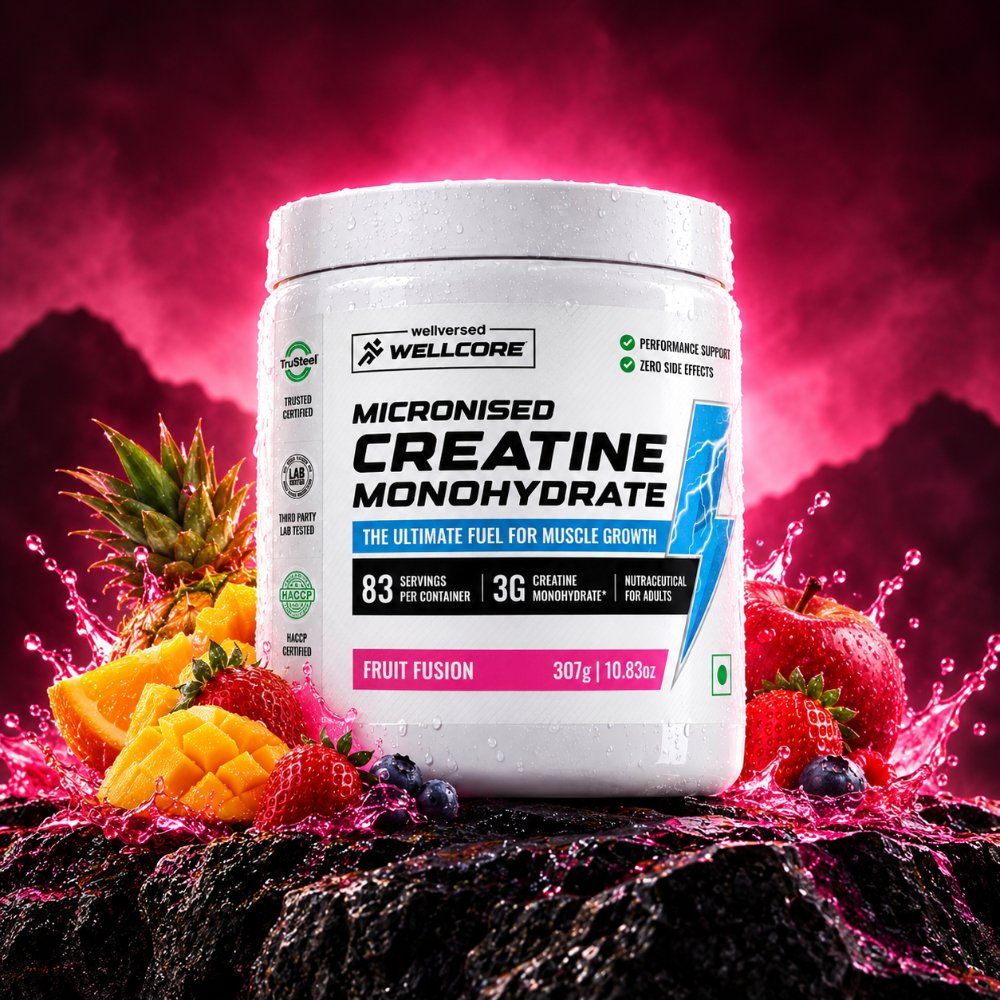 wellversed
WELLCORE
PERFORMANCE SUPPORT
ZERO SIDE EFFECTS
TruSteel
TRUSTED
CERTIFIED
LAB
THIRD PARTY
LAB TESTED
HACCP
HACCP
CERTIFIED
MICRONISED
CREATINE
MONOHYDRATE
THE ULTIMATE FUEL FOR MUSCLE GROWTH
83 SERVINGS PER CONTAINER
3G CREATINE MONOHYDRATE*
NUTRACEUTICAL FOR ADULTS
FRUIT FUSION 307g | 10.83oz